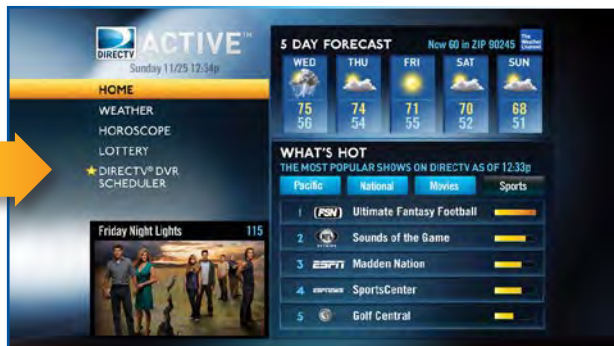 DIRECTV
ACTIVE™
Sunday 11/25 12:34p
HOME
WEATHER
HOROSCOPE
LOTTERY
DIRECTV® DVR
SCHEDULER
Friday Night Lights 115
5 DAY FORECAST Now 60 in ZIP 90245 The Weather Channel
WED THU FRI SAT SUN
75 74 71 70 68
56 54 55 52 51
WHAT'S HOT
THE MOST POPULAR SHOWS ON DIRECTV AS OF 12:33p
Pacific National Movies Sports
1 FSN Ultimate Fantasy Football
2 Sounds of the Game
3 ESPN Madden Nation
4 ESPNEWS SportsCenter
5 Golf Central